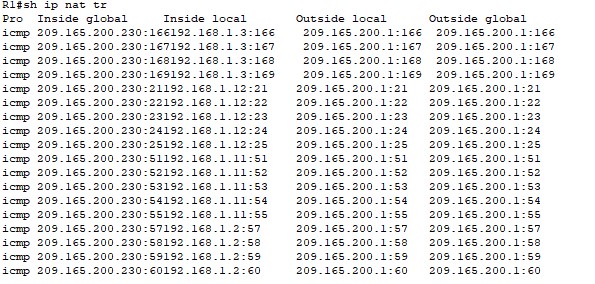 R1#sh ip nat tr
Pro  Inside global     Inside local       Outside local      Outside global
icmp 209.165.200.230:166192.168.1.3:166    209.165.200.1:166  209.165.200.1:166
icmp 209.165.200.230:167192.168.1.3:167    209.165.200.1:167  209.165.200.1:167
icmp 209.165.200.230:168192.168.1.3:168    209.165.200.1:168  209.165.200.1:168
icmp 209.165.200.230:169192.168.1.3:169    209.165.200.1:169  209.165.200.1:169
icmp 209.165.200.230:21192.168.1.12:21    209.165.200.1:21   209.165.200.1:21
icmp 209.165.200.230:22192.168.1.12:22    209.165.200.1:22   209.165.200.1:22
icmp 209.165.200.230:23192.168.1.12:23    209.165.200.1:23   209.165.200.1:23
icmp 209.165.200.230:24192.168.1.12:24    209.165.200.1:24   209.165.200.1:24
icmp 209.165.200.230:25192.168.1.12:25    209.165.200.1:25   209.165.200.1:25
icmp 209.165.200.230:51192.168.1.11:51    209.165.200.1:51   209.165.200.1:51
icmp 209.165.200.230:52192.168.1.11:52    209.165.200.1:52   209.165.200.1:52
icmp 209.165.200.230:53192.168.1.11:53    209.165.200.1:53   209.165.200.1:53
icmp 209.165.200.230:54192.168.1.11:54    209.165.200.1:54   209.165.200.1:54
icmp 209.165.200.230:55192.168.1.11:55    209.165.200.1:55   209.165.200.1:55
icmp 209.165.200.230:57192.168.1.2:57     209.165.200.1:57   209.165.200.1:57
icmp 209.165.200.230:58192.168.1.2:58     209.165.200.1:58   209.165.200.1:58
icmp 209.165.200.230:59192.168.1.2:59     209.165.200.1:59   209.165.200.1:59
icmp 209.165.200.230:60192.168.1.2:60     209.165.200.1:60   209.165.200.1:60